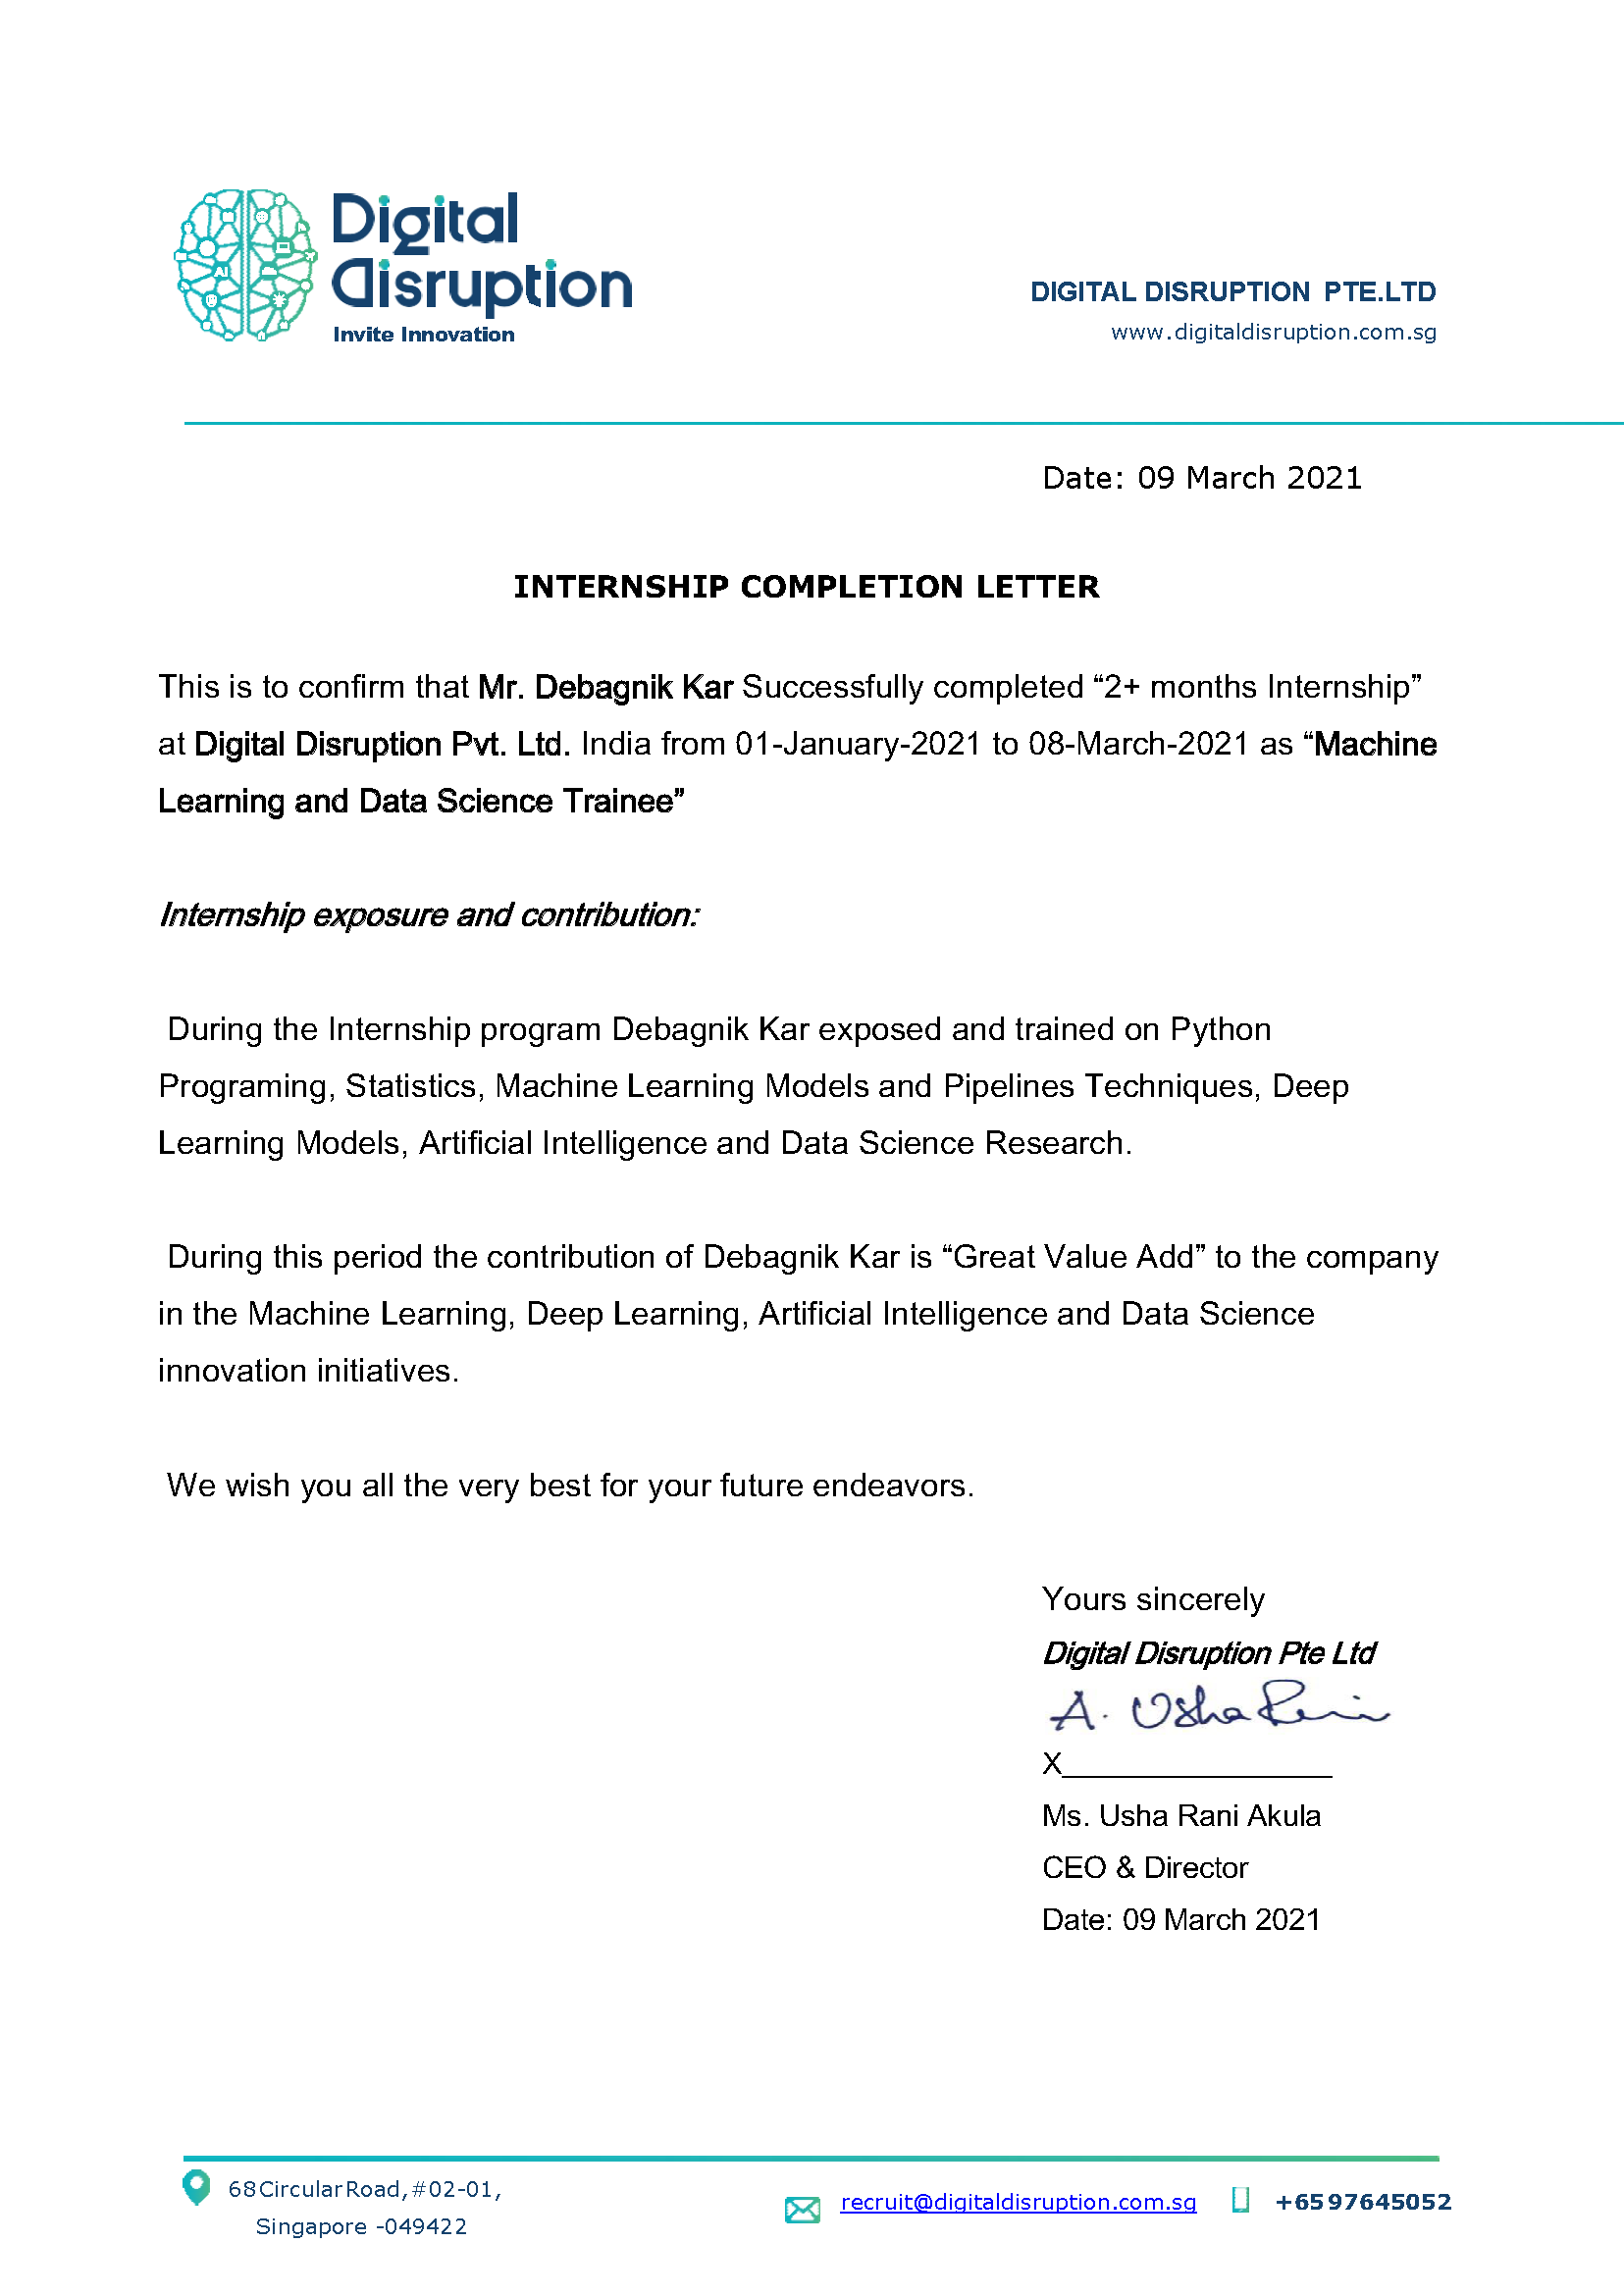 Digital
Disruption
Invite Innovation
DIGITAL DISRUPTION PTE.LTD
www.digitaldisruption.com.sg
Date: 09 March 2021
INTERNSHIP COMPLETION LETTER
This is to confirm that Mr. Debagnik Kar Successfully completed “2+ months Internship”
at Digital Disruption Pvt. Ltd. India from 01-January-2021 to 08-March-2021 as “Machine
Learning and Data Science Trainee”
Internship exposure and contribution:
During the Internship program Debagnik Kar exposed and trained on Python
Programing, Statistics, Machine Learning Models and Pipelines Techniques, Deep
Learning Models, Artificial Intelligence and Data Science Research.
During this period the contribution of Debagnik Kar is “Great Value Add” to the company
in the Machine Learning, Deep Learning, Artificial Intelligence and Data Science
innovation initiatives.
We wish you all the very best for your future endeavors.
Yours sincerely
Digital Disruption Pte Ltd
A. Usha Rani
X________________
Ms. Usha Rani Akula
CEO & Director
Date: 09 March 2021
68 Circular Road, #02-01,
Singapore -049422
recruit@digitaldisruption.com.sg
+65 97645052